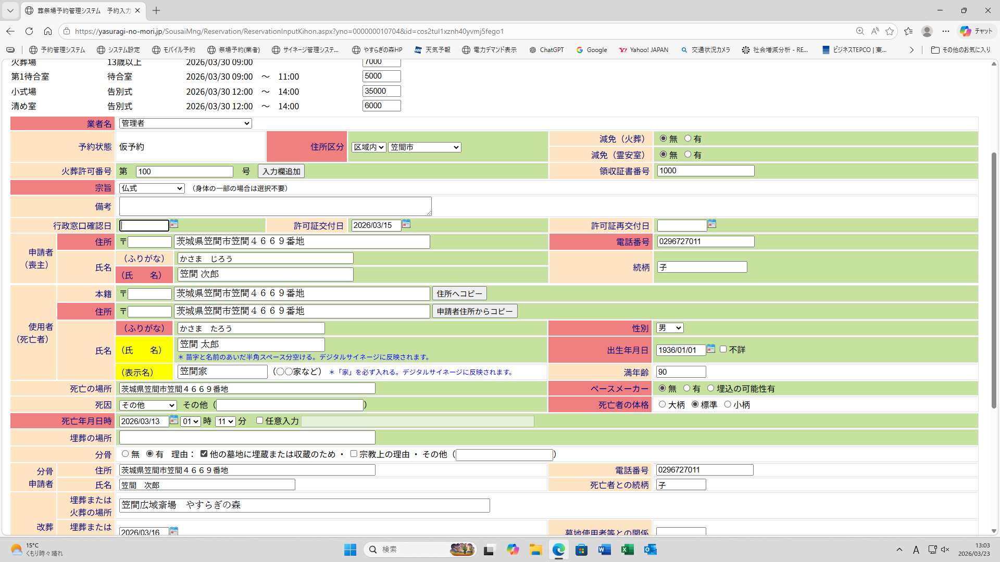 葬祭場予約管理システム　予約入力
https://yasuragi-no-mori.jp/SousaiMng/Reservation/ReservationInputKihon.aspx?yno=000000010704&id=cos2tul1xznh40yvmj5fego1
チャット
予約管理システム システム設定 モバイル予約 祭場予約(業者) サイネージ管理システ... やすらぎの森HP 天気予報 電力デマンド表示 ChatGPT Google Yahoo! JAPAN 交通状況カメラ 社会増減分析 - RE... ビジネスTEPCO | 東... その他のお気に入り
火葬場 13歳以上 2026/03/30 09:00 7000
第1待合室 待合室 2026/03/30 09:00 ～ 11:00 5000
小式場 告別式 2026/03/30 12:00 ～ 14:00 35000
清め室 告別式 2026/03/30 12:00 ～ 14:00 6000
業者名 管理者
予約状態 仮予約 住所区分 区域内 笠間市 減免（火葬） 無 有
減免（霊安室） 無 有
火葬許可番号 第 100 号 入力欄追加 領収証書番号 1000
宗旨 仏式 （身体の一部の場合は選択不要）
備考
行政窓口確認日 許可証交付日 2026/03/15 許可証再交付日
申請者（喪主） 住所 〒 茨城県笠間市笠間４６６９番地 電話番号 0296727011
氏名 （ふりがな） かさま　じろう 続柄 子
（氏　　名） 笠間 次郎
使用者（死亡者） 本籍 〒 茨城県笠間市笠間４６６９番地 住所へコピー
住所 〒 茨城県笠間市笠間４６６９番地 申請者住所からコピー
氏名 （ふりがな） かさま　たろう 性別 男
（氏　　名） 笠間 太郎 出生年月日 1936/01/01 不詳
＊ 苗字と名前のあいだ半角スペース分空ける。デジタルサイネージに反映されます。
（表示名） 笠間家 （〇〇家など） ＊「家」を必ず入れる。デジタルサイネージに反映されます。 満年齢 90
死亡の場所 茨城県笠間市笠間４６６９番地 ペースメーカー 無 有 埋込の可能性有
死因 その他 その他（ ） 死亡者の体格 大柄 標準 小柄
死亡年月日時 2026/03/13 01 時 11 分 任意入力
埋葬の場所
分骨 無 有 理由： 他の墓地に埋蔵または収蔵のため ・ 宗教上の理由 ・ その他（ ）
分骨申請者 住所 茨城県笠間市笠間４６６９番地 電話番号 0296727011
氏名 笠間　次郎 死亡者との続柄 子
改葬 埋葬または火葬の場所 笠間広域斎場　やすらぎの森
埋葬または 2026/03/16 墓地使用者等との関係
15°C
くもり時々晴れ
検索
A
13:03
2026/03/23